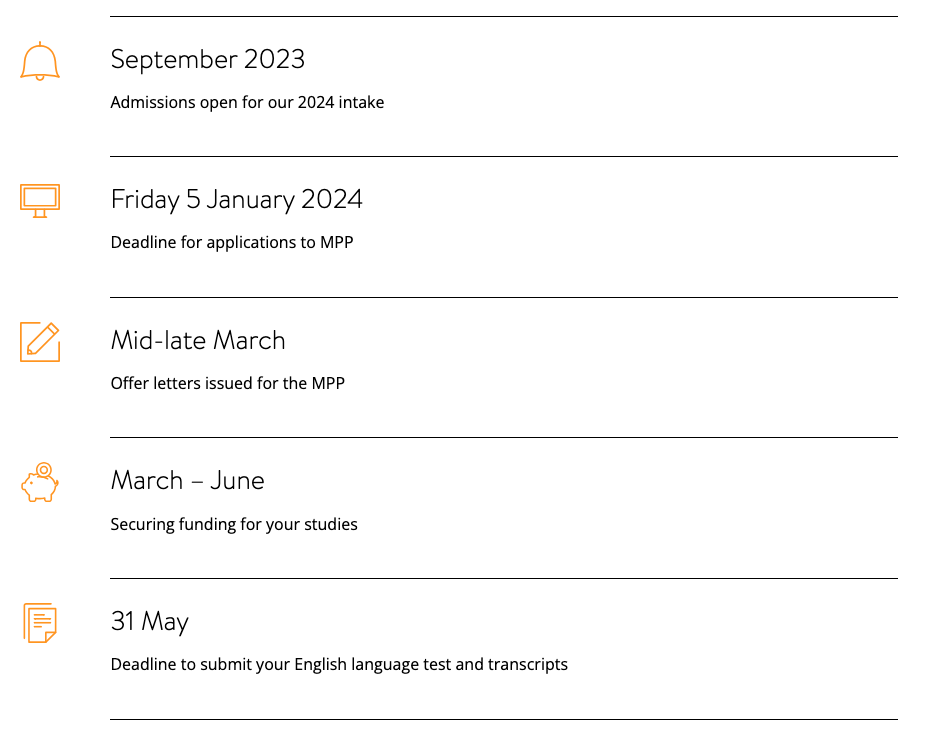 September 2023
Admissions open for our 2024 intake
Friday 5 January 2024
Deadline for applications to MPP
Mid-late March
Offer letters issued for the MPP
March – June
Securing funding for your studies
31 May
Deadline to submit your English language test and transcripts